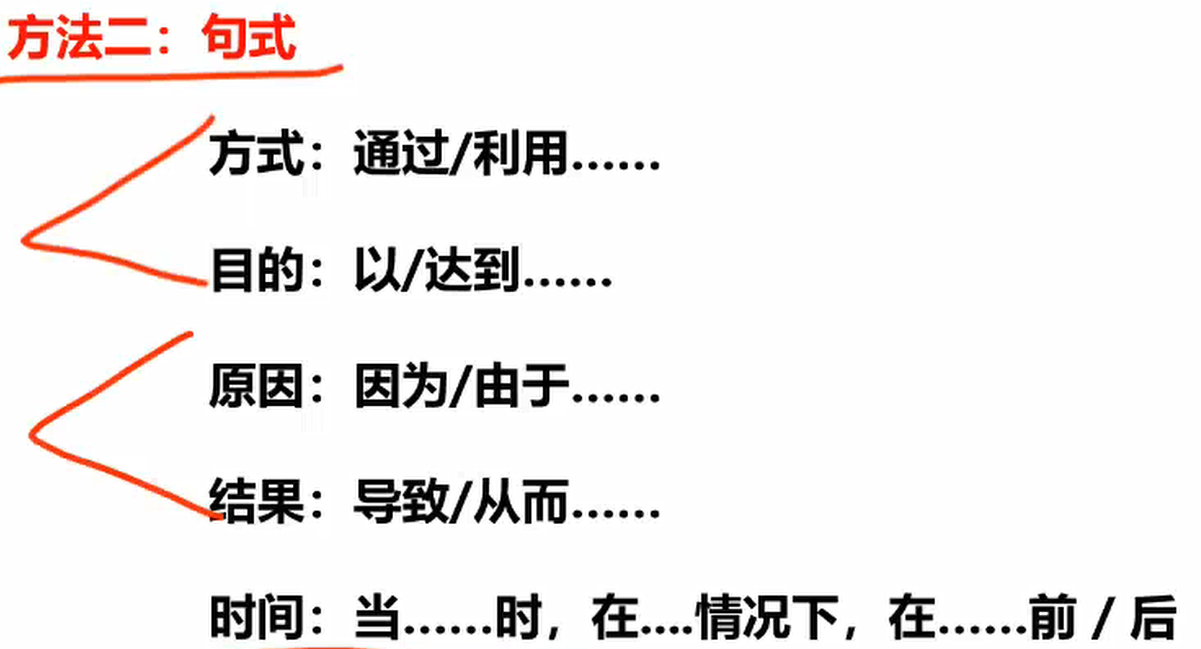 方法二：句式
方式：通过/利用……
目的：以/达到……
原因：因为/由于……
结果：导致/从而……
时间：当……时，在....情况下，在……前 / 后